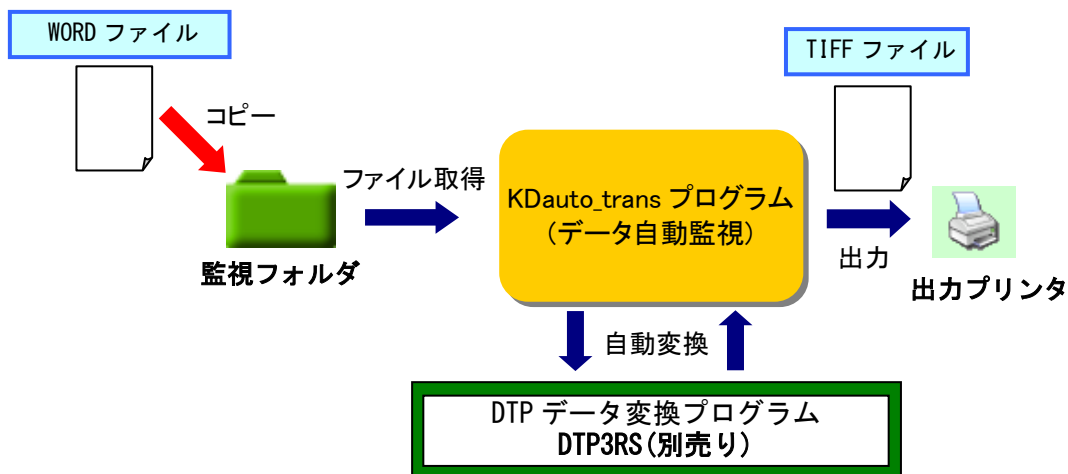 WORD ファイル
コピー
監視フォルダ
ファイル取得
KDauto_trans プログラム
(データ自動監視)
TIFF ファイル
出力
出力プリンタ
自動変換
DTP データ変換プログラム
DTP3RS(別売り)